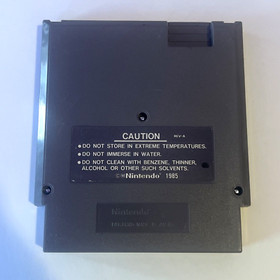 CAUTION REV-A
● DO NOT STORE IN EXTREME TEMPERATURES.
● DO NOT IMMERSE IN WATER.
● DO NOT CLEAN WITH BENZENE, THINNER,
ALCOHOL OR OTHER SUCH SOLVENTS.
©™Nintendo® 1985
Nintendo